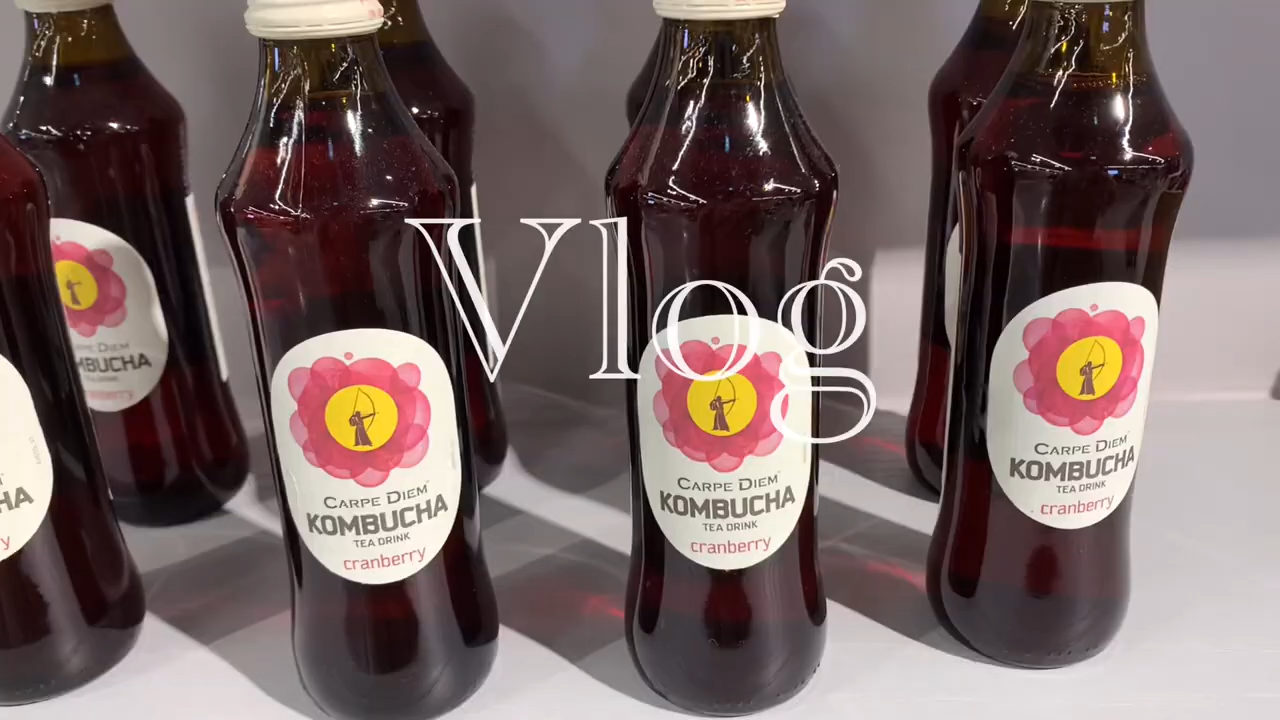 Vlog
CARPE DIEM
KOMBUCHA
TEA DRINK
cranberry
CARPE DIEM
KOMBUCHA
TEA DRINK
cranberry
CARPE DIEM
KOMBUCHA
TEA DRINK
cranberry